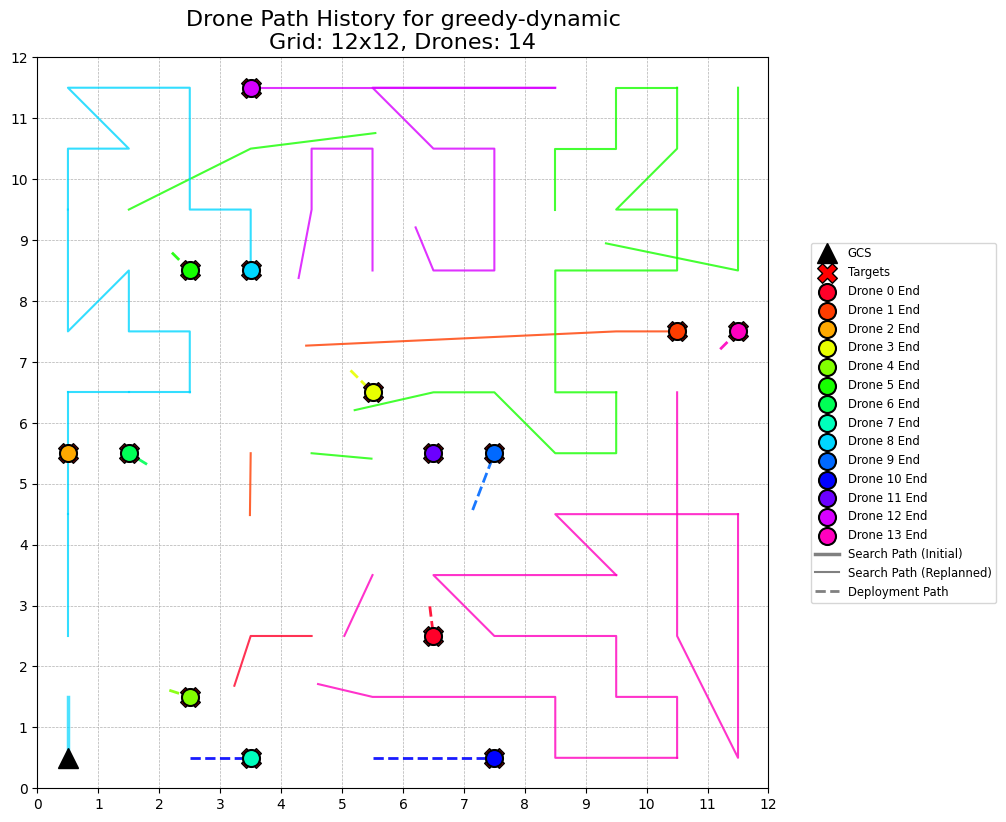 Drone Path History for greedy-dynamic
Grid: 12x12, Drones: 14
12
11
10
9
8
7
6
5
4
3
2
1
0
0 1 2 3 4 5 6 7 8 9 10 11 12
GCS
Targets
Drone 0 End
Drone 1 End
Drone 2 End
Drone 3 End
Drone 4 End
Drone 5 End
Drone 6 End
Drone 7 End
Drone 8 End
Drone 9 End
Drone 10 End
Drone 11 End
Drone 12 End
Drone 13 End
Search Path (Initial)
Search Path (Replanned)
Deployment Path